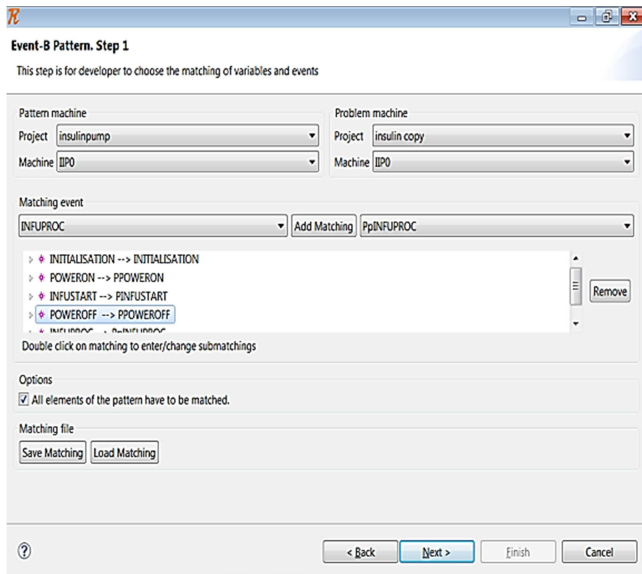 Event-B Pattern. Step 1
This step is for developer to choose the matching of variables and events
Pattern machine
Problem machine
Project insulinpump
Project insulin copy
Machine IIP0
Machine IIP0
Matching event
INFUPROC Add Matching PpINFUPROC
INITIALISATION --> INITIALISATION
POWERON --> PPOWERON
INFUSTART --> PINFUSTART
POWEROFF --> PPOWEROFF
INFUPROC --> PpINFUPROC
Remove
Double click on matching to enter/change submatchings
Options
All elements of the pattern have to be matched.
Matching file
Save Matching Load Matching
? < Back Next > Finish Cancel